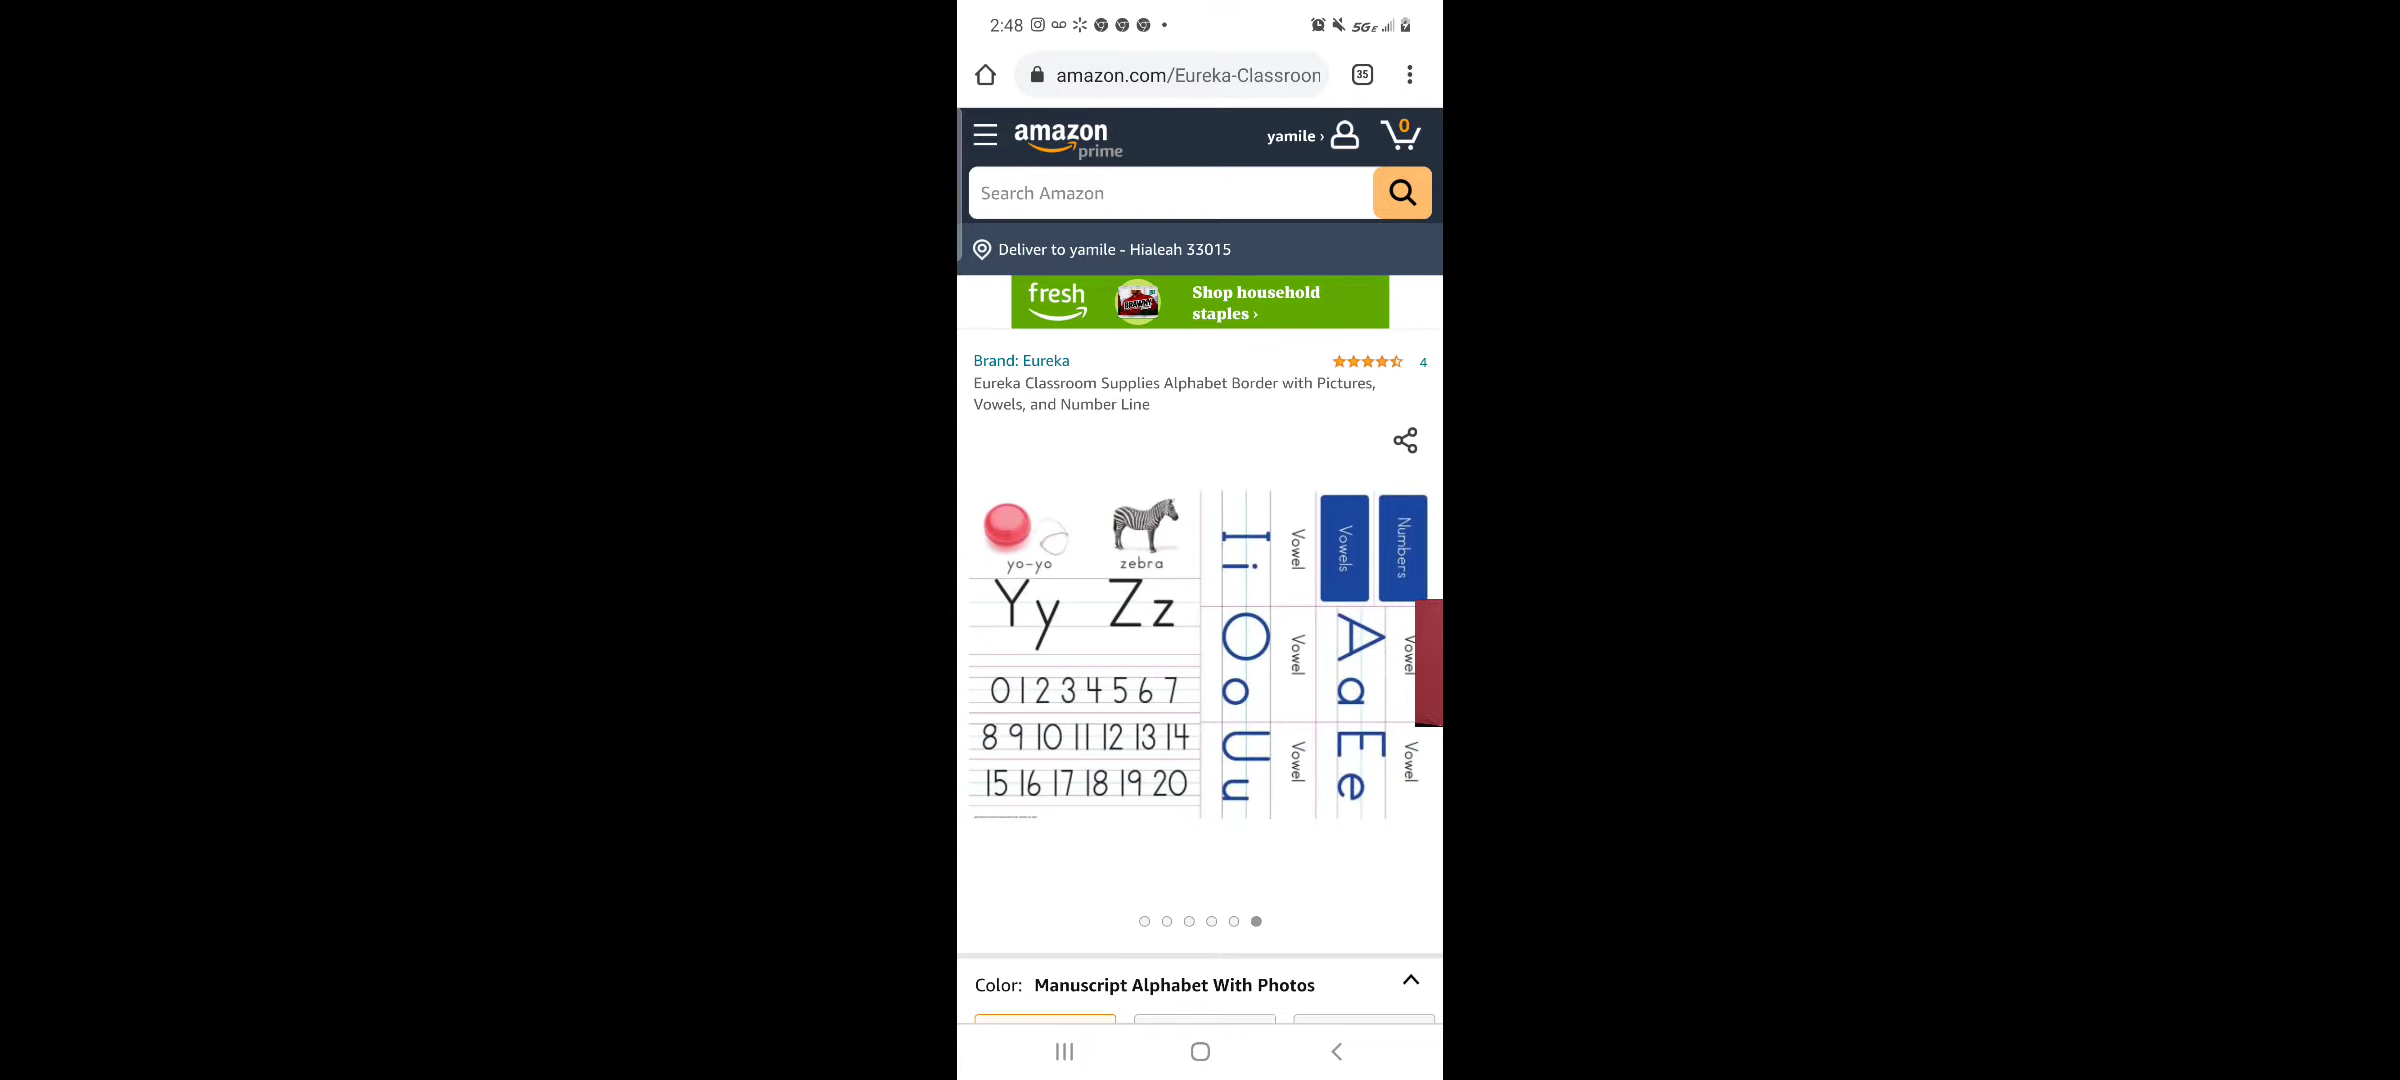 2:48
5GE
amazon.com/Eureka-Classroon
35
amazon
prime
yamile ›
0
Search Amazon
Deliver to yamile - Hialeah 33015
fresh
BRAWNY
Shop household
staples ›
Brand: Eureka
4
Eureka Classroom Supplies Alphabet Border with Pictures,
Vowels, and Number Line
yo-yo zebra
Yy Zz
0 1 2 3 4 5 6 7
8 9 10 11 12 13 14
15 16 17 18 19 20
Numbers
Vowels
Vowel
Ii
Vowel
Aa
Vowel
Oo
Vowel
Ee
Vowel
Uu
Color: Manuscript Alphabet With Photos